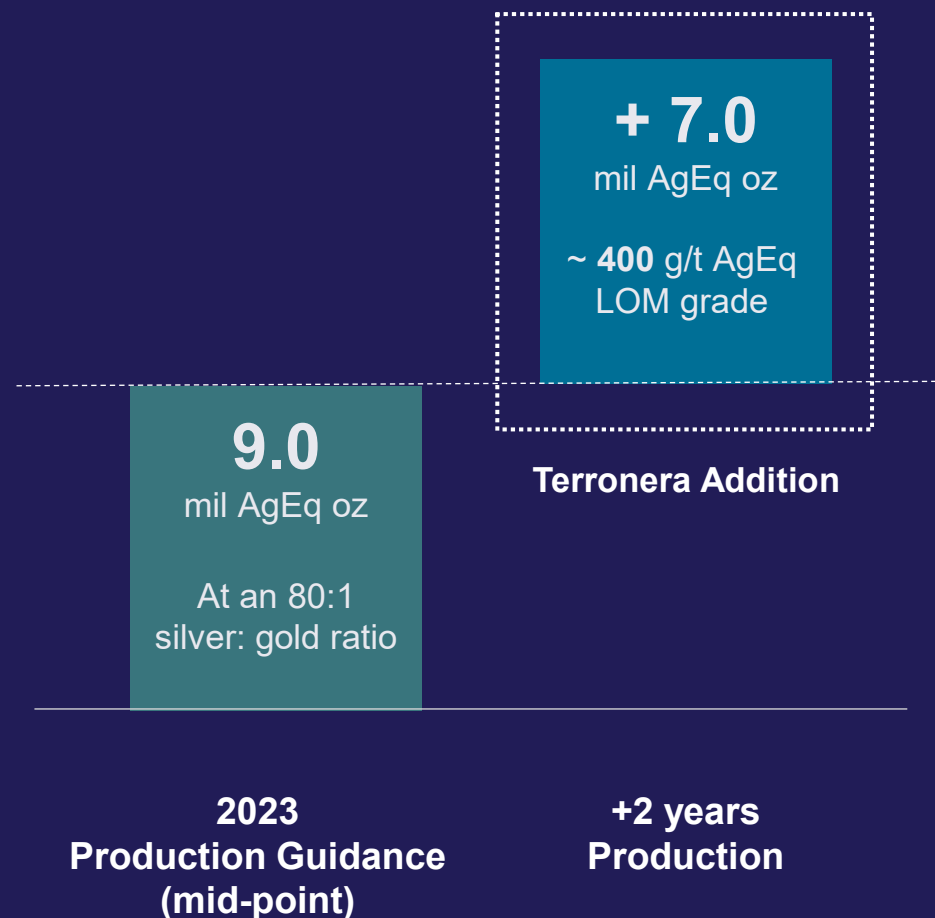 + 7.0
mil AgEq oz
~ 400 g/t AgEq
LOM grade
Terronera Addition
9.0
mil AgEq oz
At an 80:1
silver: gold ratio
2023
Production Guidance
(mid-point)
+2 years
Production